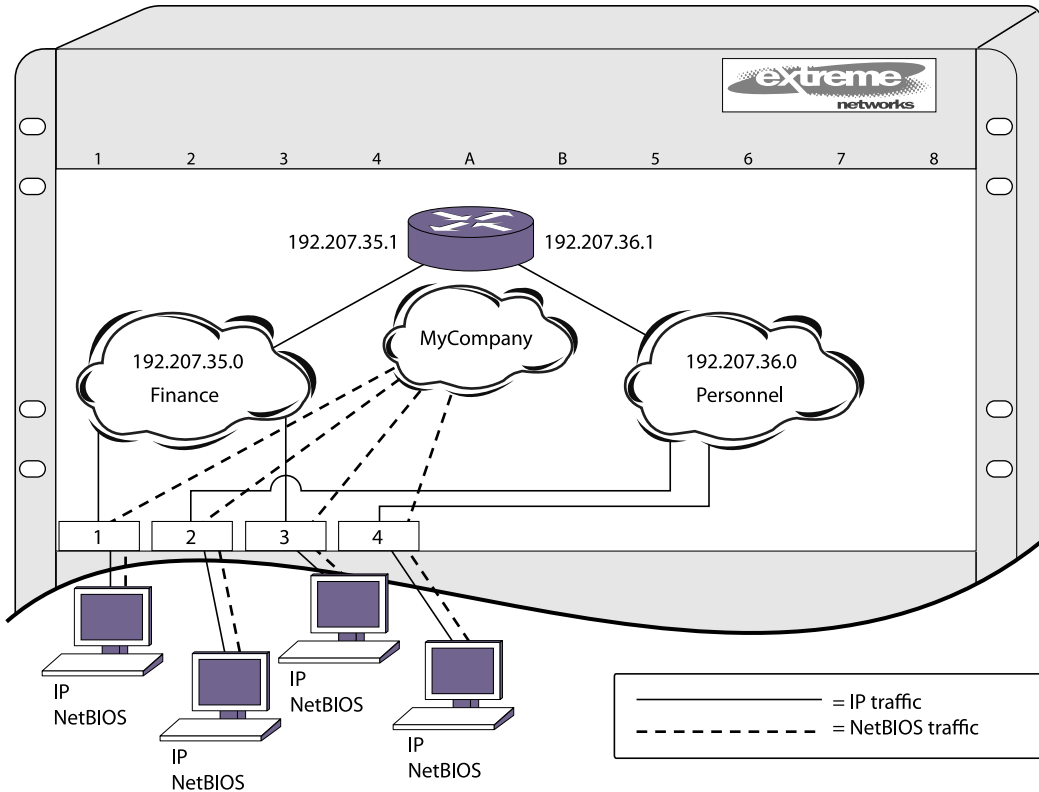 extreme
networks
1 2 3 4 A B 5 6 7 8
192.207.35.1
192.207.36.1
MyCompany
192.207.35.0
Finance
192.207.36.0
Personnel
1 2 3 4
IP
NetBIOS
IP
NetBIOS
IP
NetBIOS
IP
NetBIOS
= IP traffic
= NetBIOS traffic